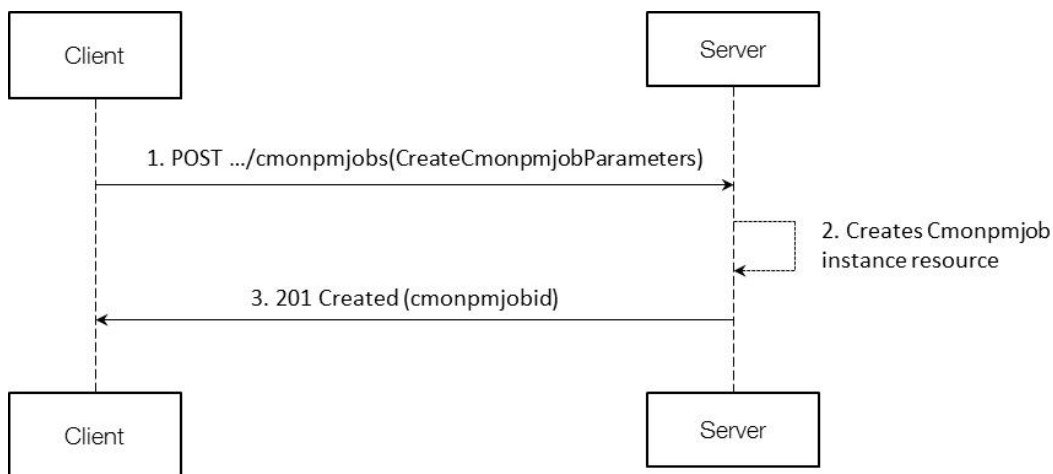 Client
Server
1. POST .../cmonpmjobs(CreateCmonpmjobParameters)
2. Creates Cmonpmjob
instance resource
3. 201 Created (cmonpmjobid)
Client
Server